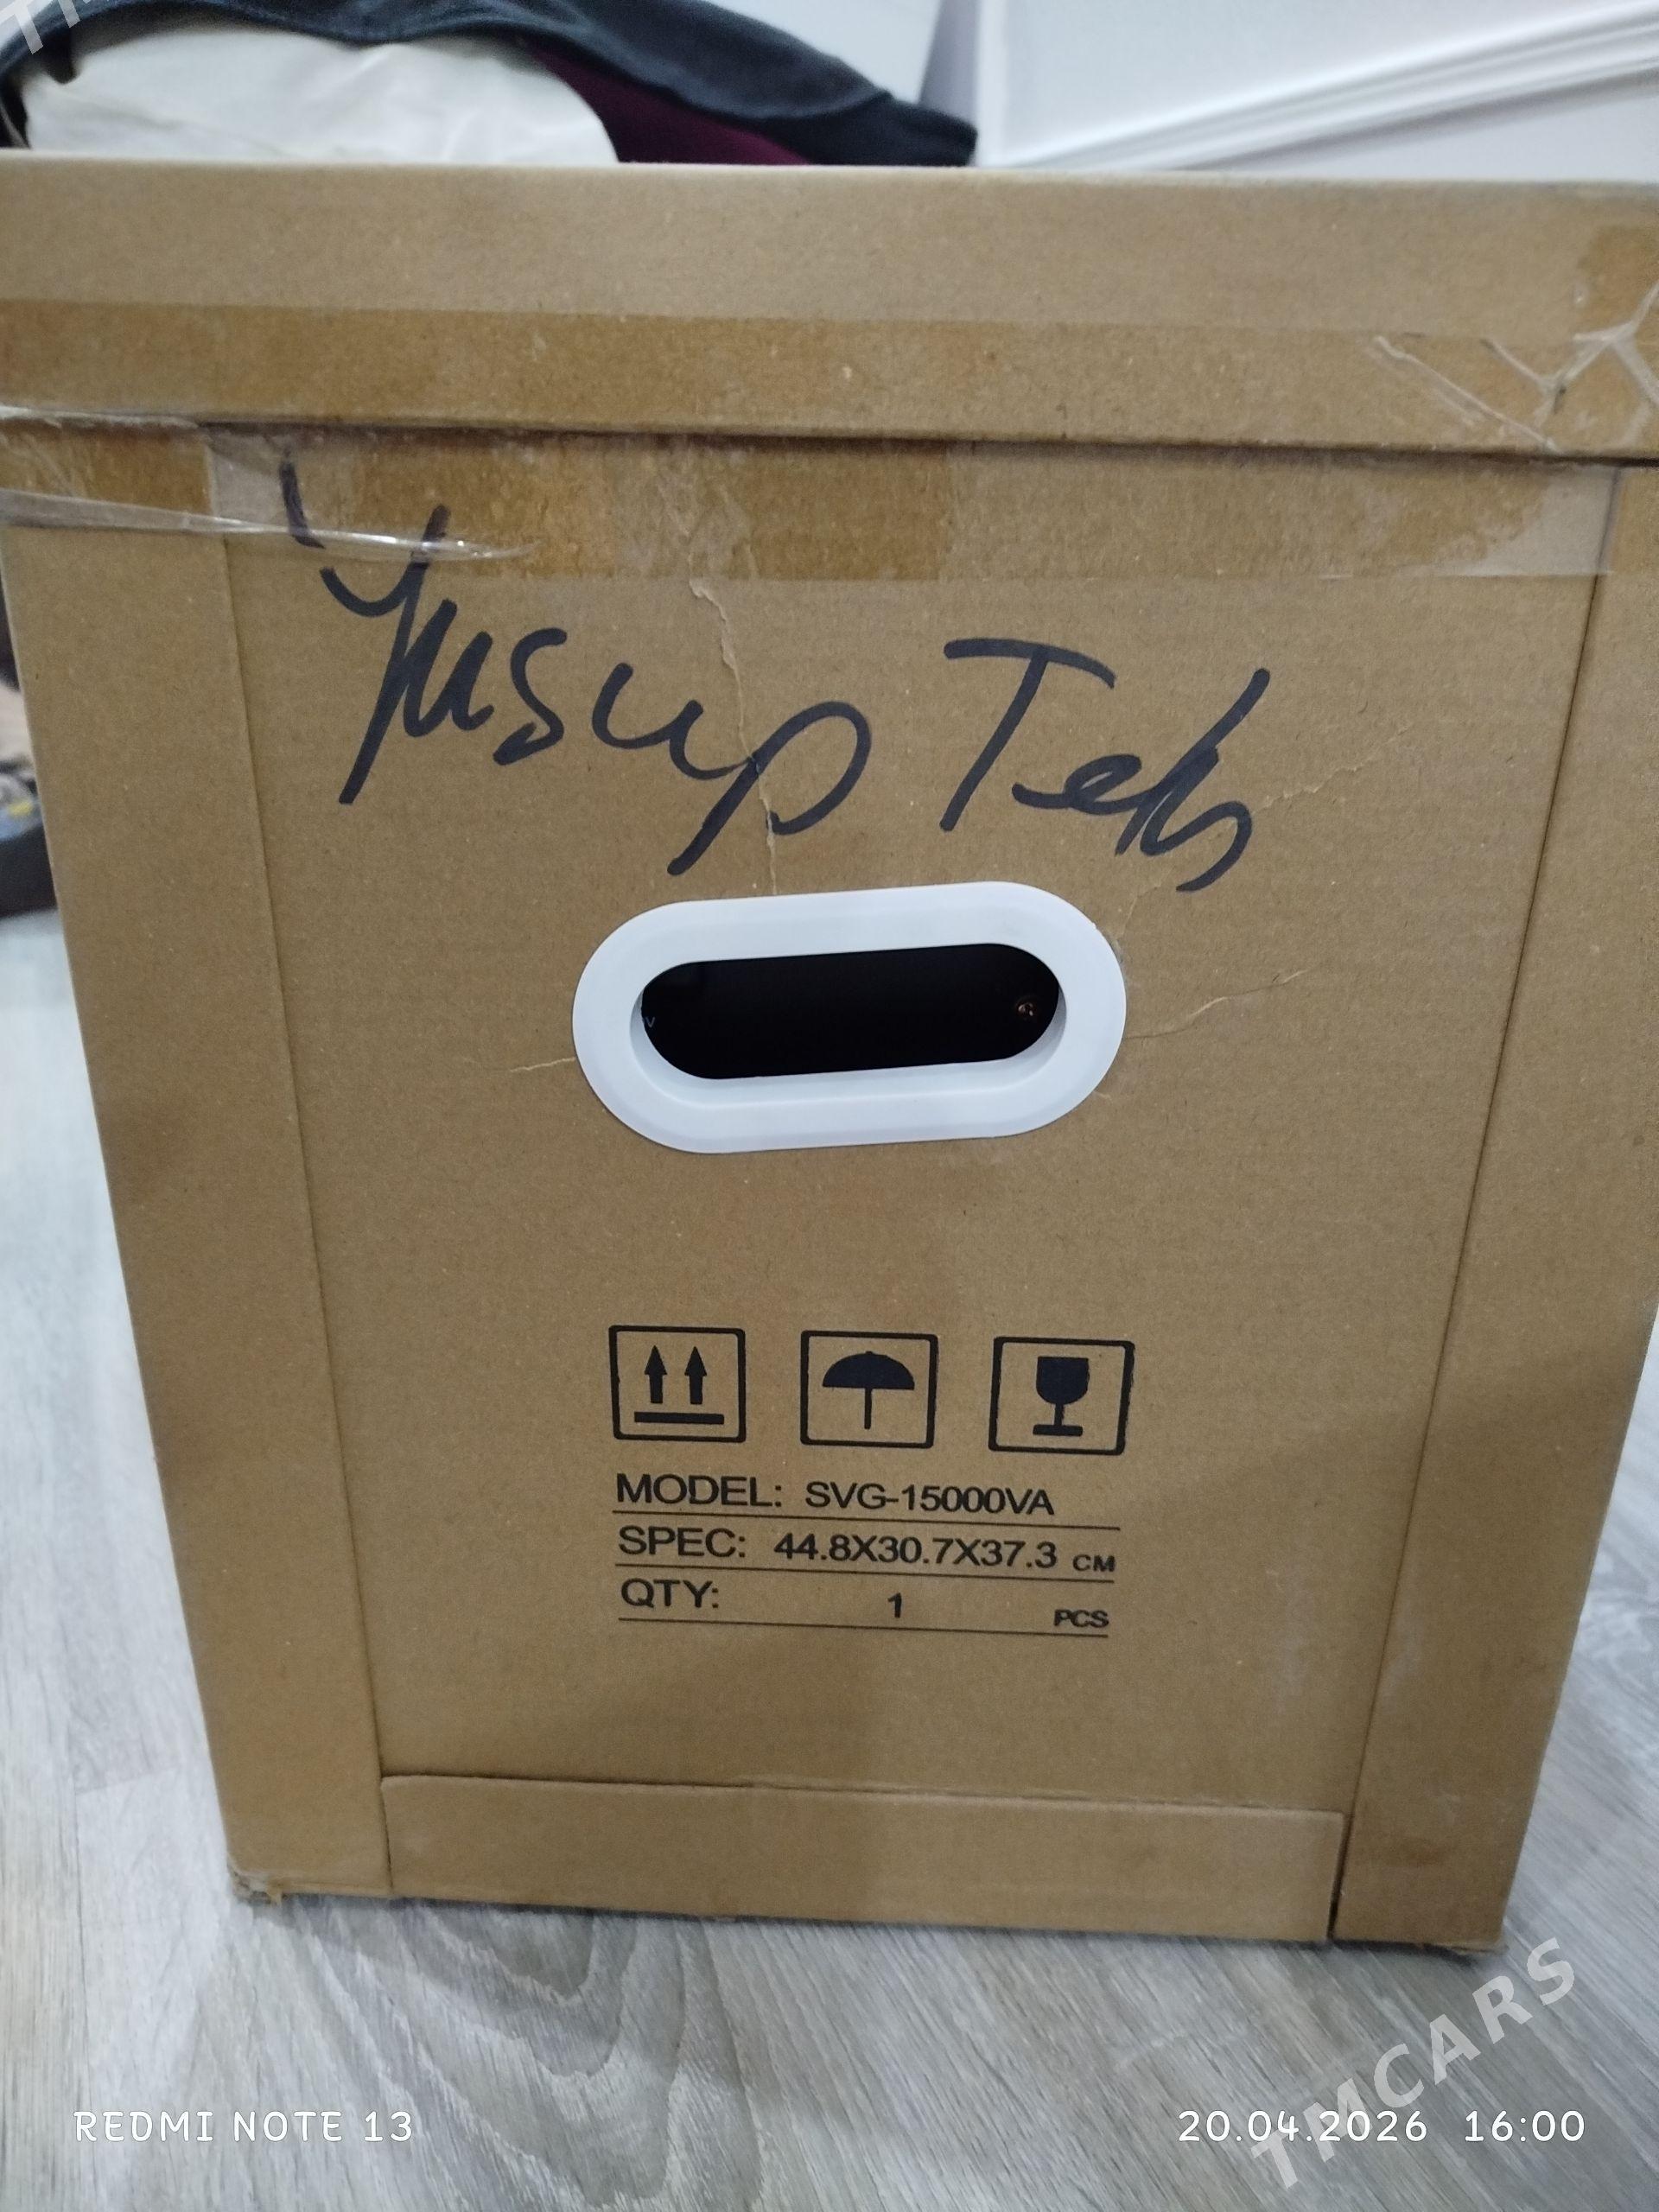 Yusup Teks
MODEL: SVG-15000VA
SPEC: 44.8X30.7X37.3 CM
QTY: 1 PCS
REDMI NOTE 13
20.04.2026 16:00
TMCARS